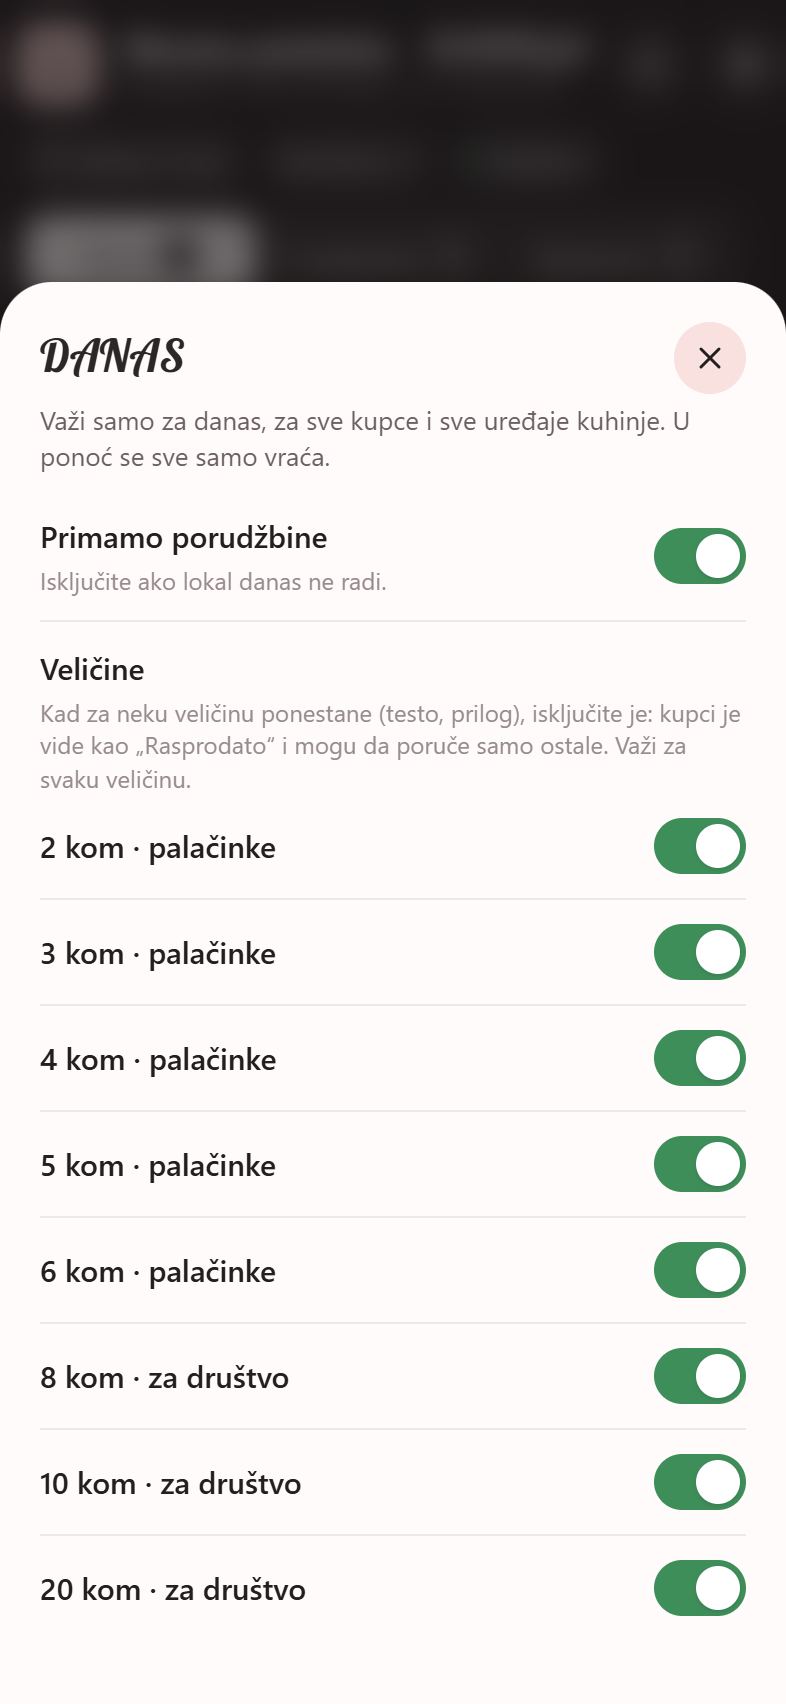 DANAS
Važi samo za danas, za sve kupce i sve uređaje kuhinje. U
ponoć se sve samo vraća.
Primamo porudžbine
Isključite ako lokal danas ne radi.
Veličine
Kad za neku veličinu ponestane (testo, prilog), isključite je: kupci je
vide kao „Rasprodato“ i mogu da poruče samo ostale. Važi za
svaku veličinu.
2 kom · palačinke
3 kom · palačinke
4 kom · palačinke
5 kom · palačinke
6 kom · palačinke
8 kom · za društvo
10 kom · za društvo
20 kom · za društvo